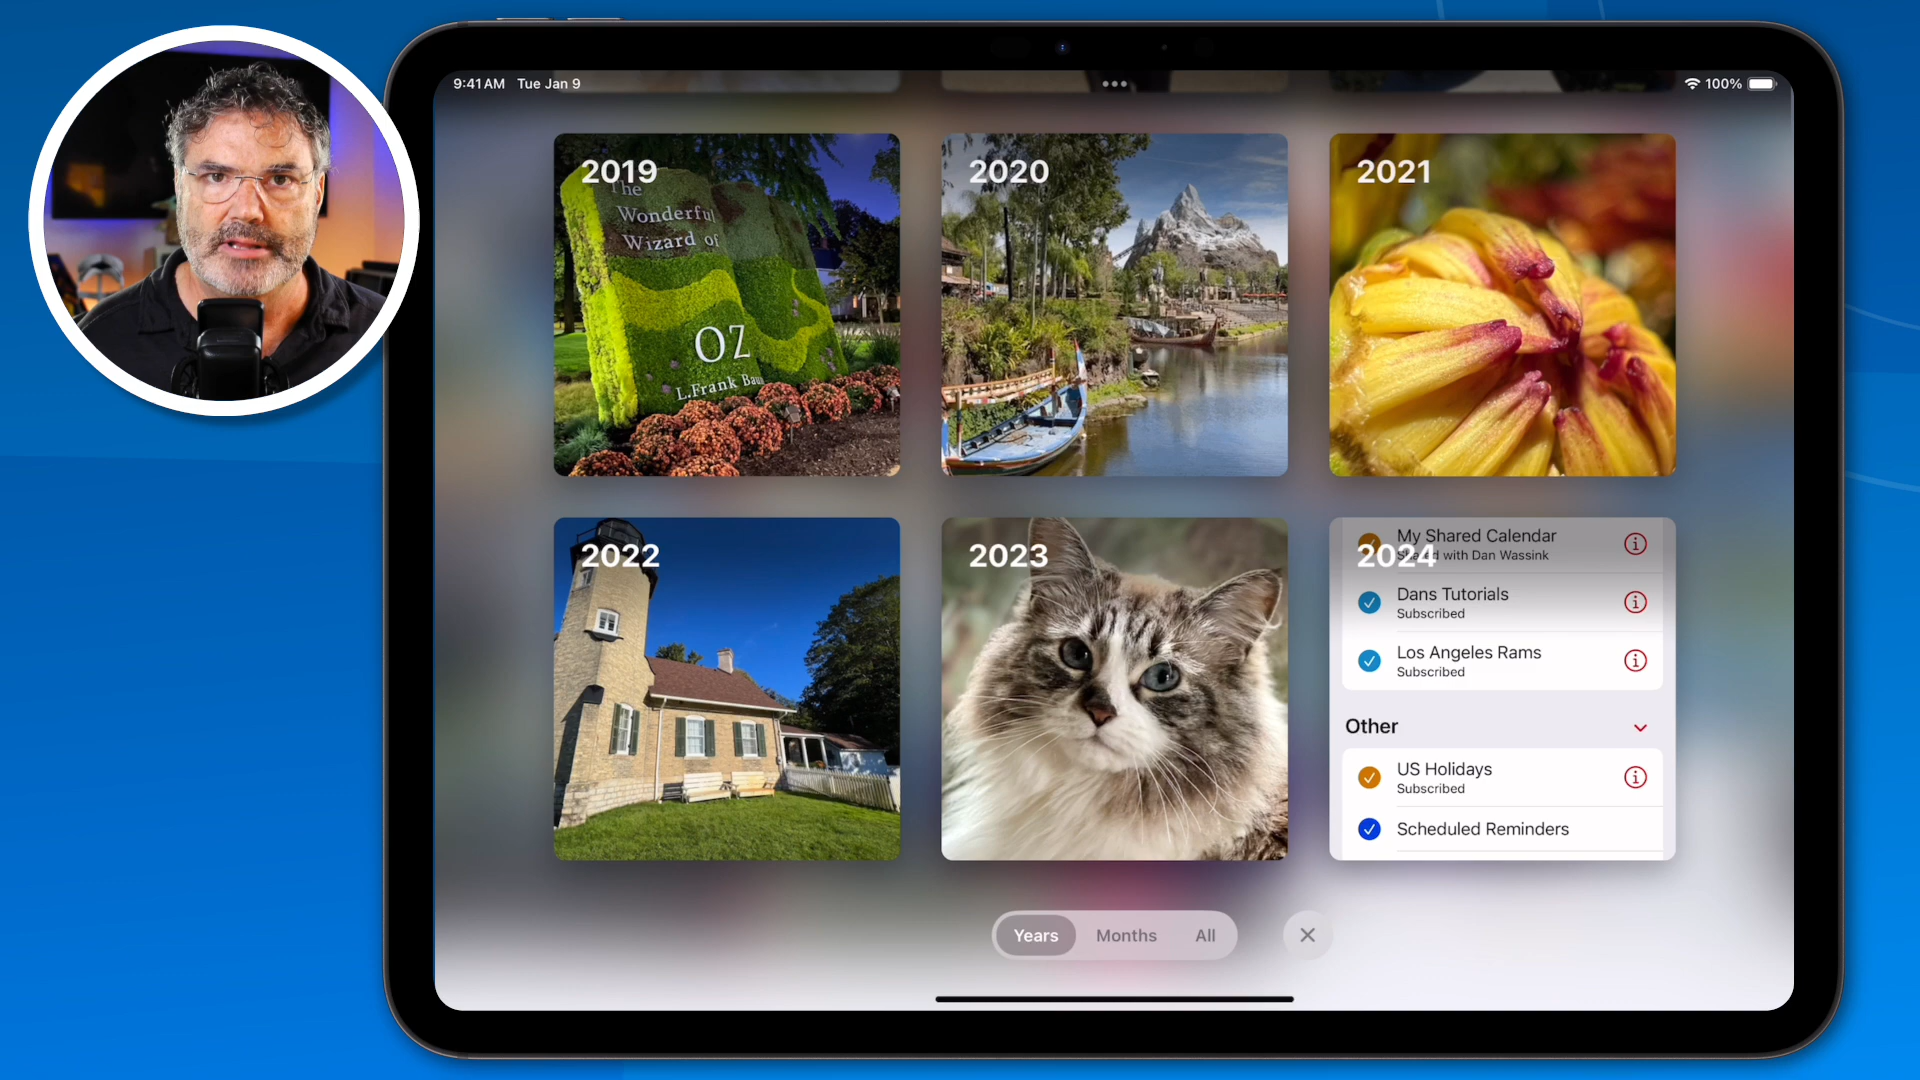 9:41 AM Tue Jan 9
100%
2019
The
Wonderful
Wizard of
OZ
L.Frank Baum
2020
2021
2022
2023
2024
My Shared Calendar
Shared with Dan Wassink
Dans Tutorials
Subscribed
Los Angeles Rams
Subscribed
Other
US Holidays
Subscribed
Scheduled Reminders
Years Months All